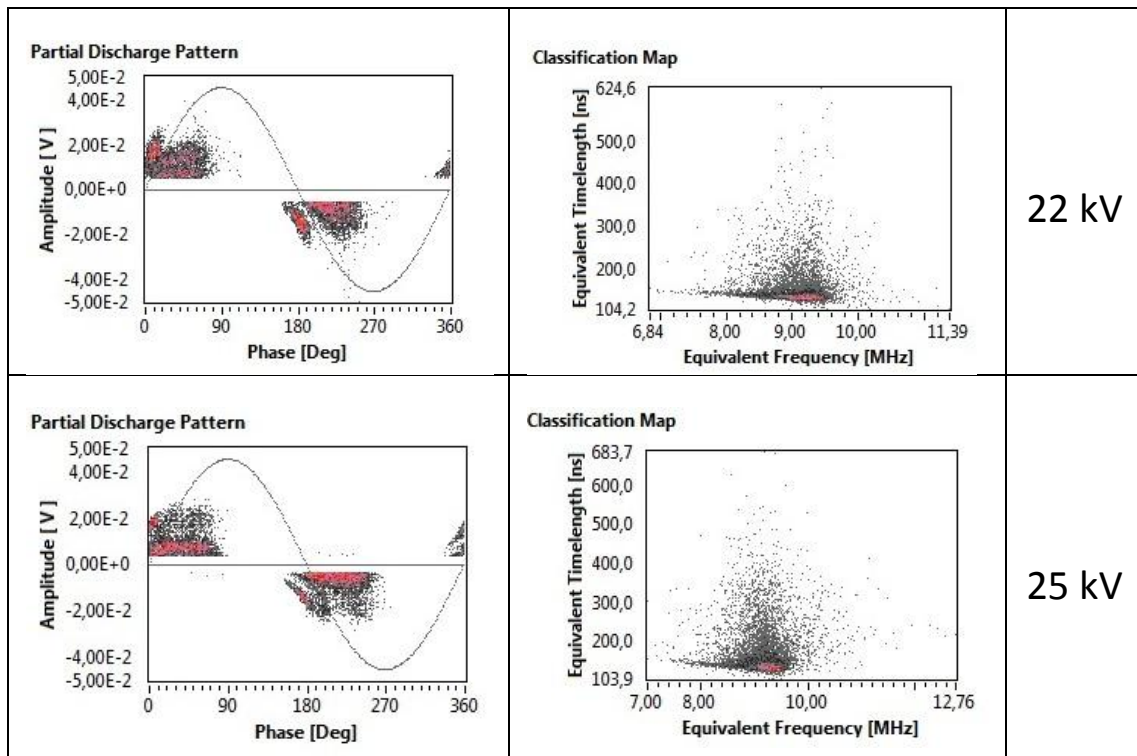 Partial Discharge Pattern
5,00E-2
4,00E-2
2,00E-2
0,00E+0
-2,00E-2
-4,00E-2
-5,00E-2
Amplitude [ V ]
0 90 180 270 360
Phase [Deg]
Classification Map
624,6
500,0
400,0
300,0
200,0
104,2
Equivalent Timelength [ns]
6,84 8,00 9,00 10,00 11,39
Equivalent Frequency [MHz]
22 kV
Partial Discharge Pattern
5,00E-2
4,00E-2
2,00E-2
0,00E+0
-2,00E-2
-4,00E-2
-5,00E-2
Amplitude [ V ]
0 90 180 270 360
Phase [Deg]
Classification Map
683,7
600,0
500,0
400,0
300,0
200,0
103,9
Equivalent Timelength [ns]
7,00 8,00 10,00 12,76
Equivalent Frequency [MHz]
25 kV